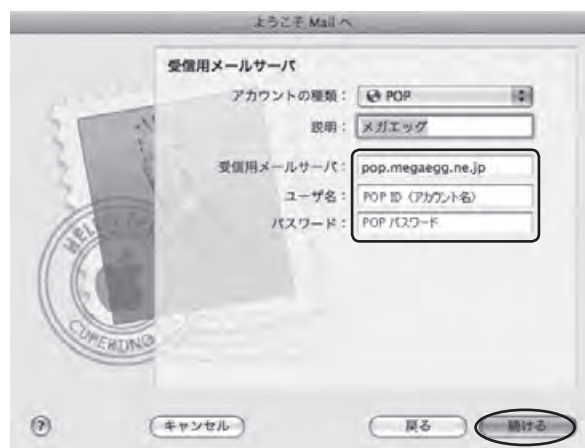 ようこそ Mail へ
受信用メールサーバ
アカウントの種類： POP
説明： メガエッグ
受信用メールサーバ： pop.megaegg.ne.jp
ユーザ名： POP ID（アカウント名）
パスワード： POP パスワード
HELLO
CUPERTINO
?
キャンセル
戻る
続ける